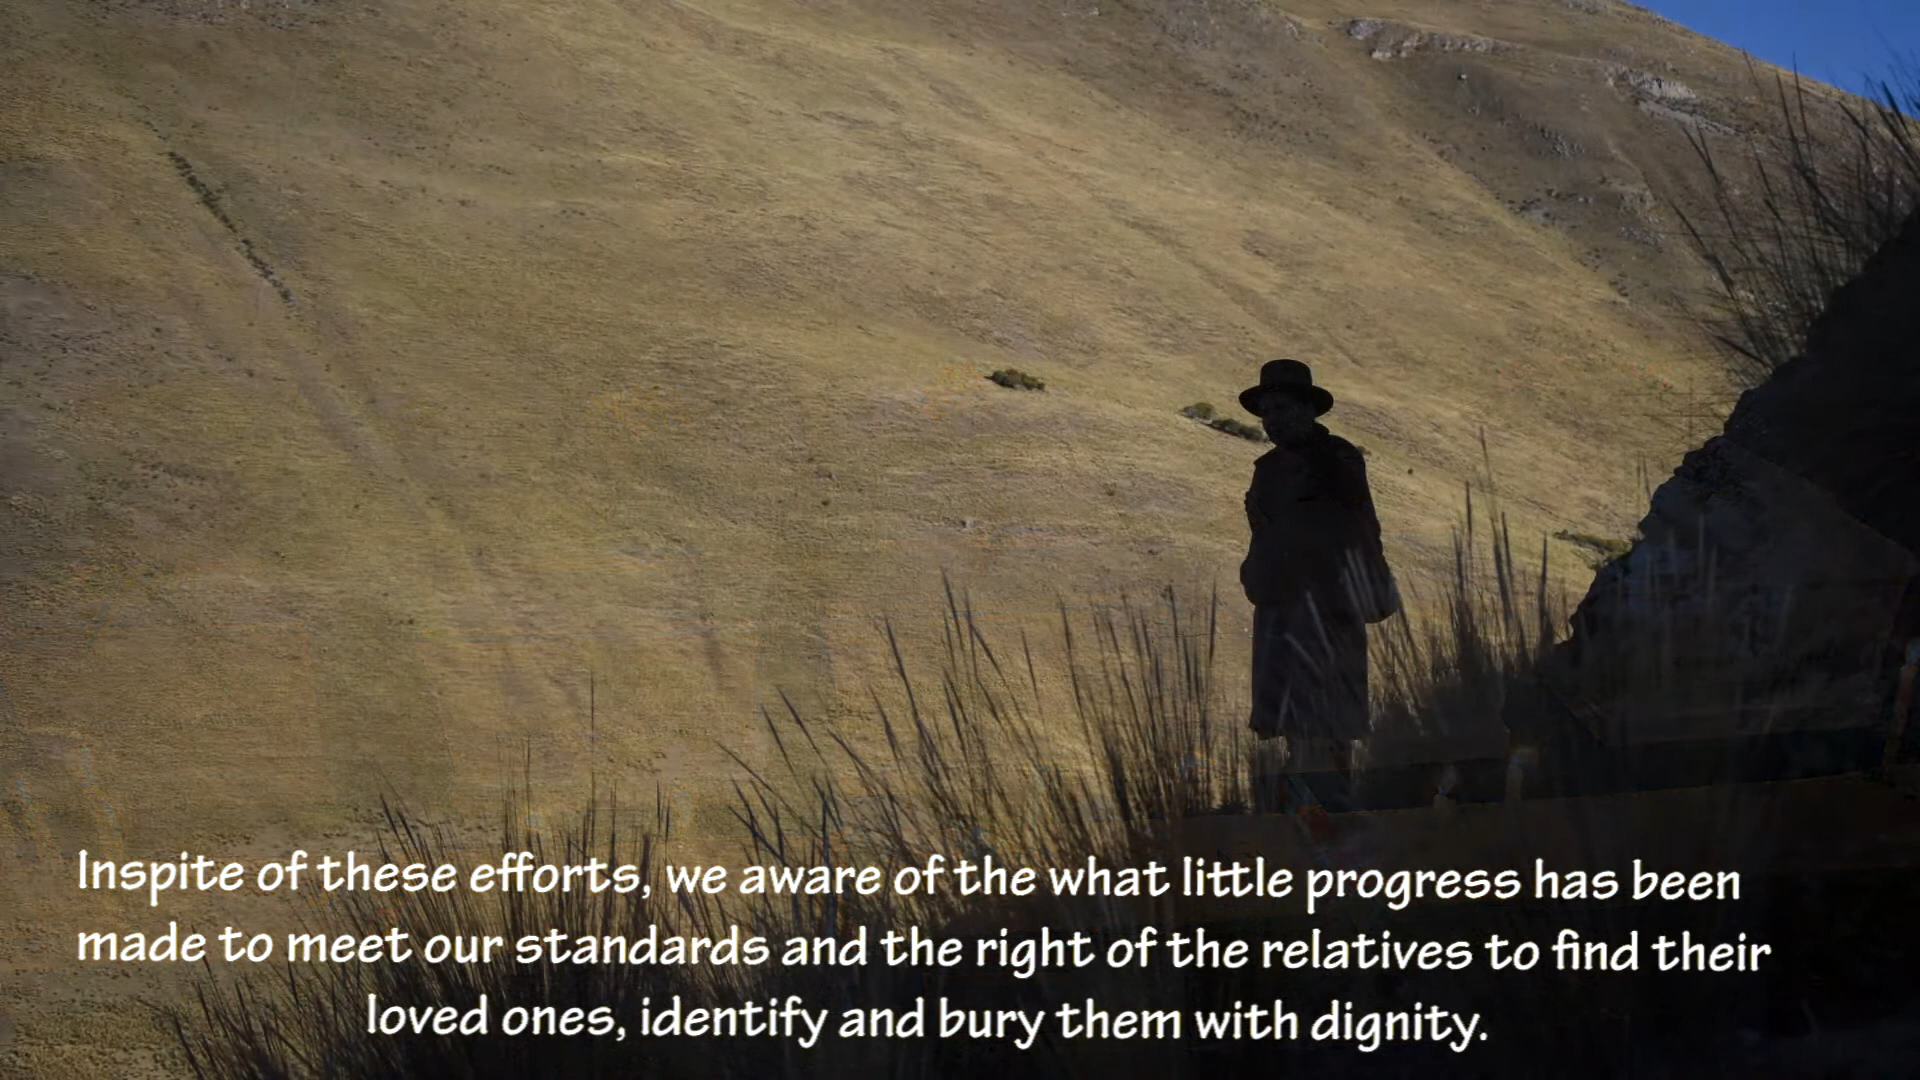 Inspite of these efforts, we aware of the what little progress has been
made to meet our standards and the right of the relatives to find their
loved ones, identify and bury them with dignity.